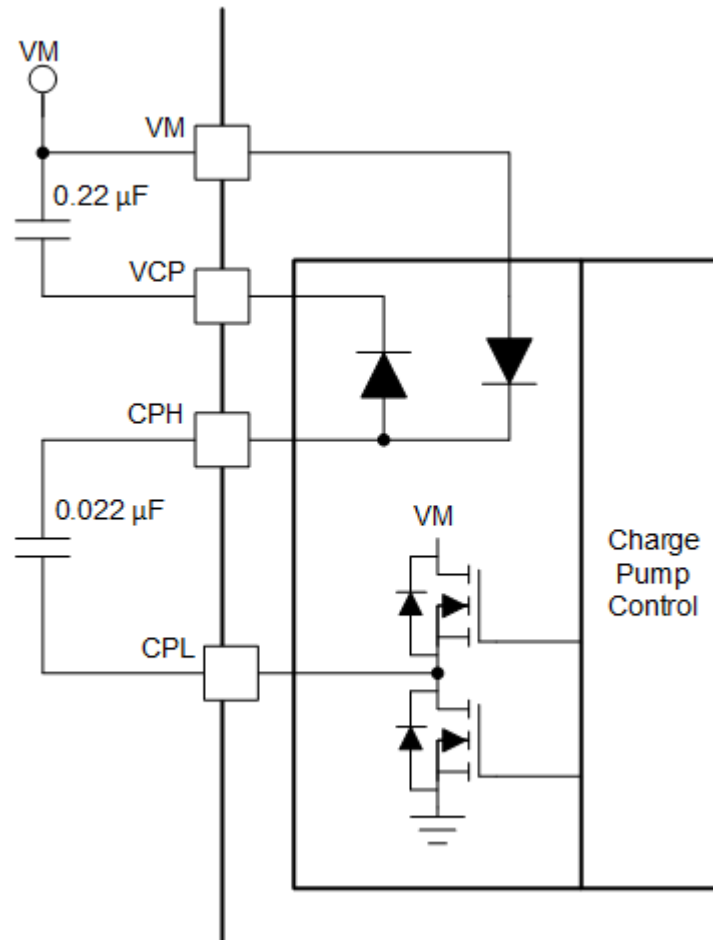 VM
VM
0.22 µF
VCP
CPH
0.022 µF
VM
Charge
Pump
Control
CPL